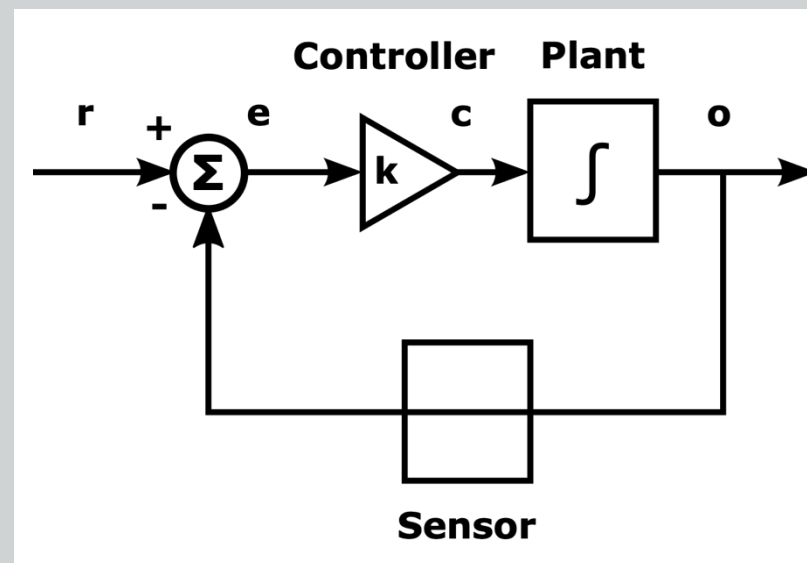 Controller Plant
r + e c o
Σ k ∫
-
Sensor